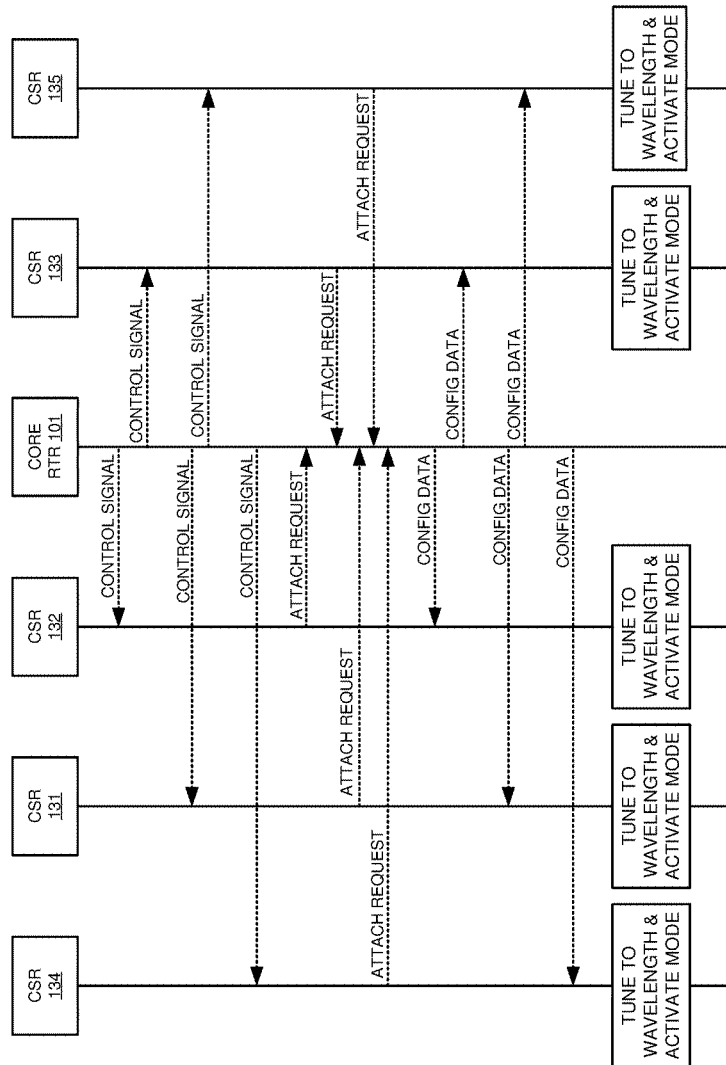 CSR
134
CSR
131
CSR
132
CORE
RTR 101
CSR
133
CSR
135
CONTROL SIGNAL
CONTROL SIGNAL
CONTROL SIGNAL
CONTROL SIGNAL
CONTROL SIGNAL
ATTACH REQUEST
ATTACH REQUEST
ATTACH REQUEST
ATTACH REQUEST
ATTACH REQUEST
CONFIG DATA
CONFIG DATA
CONFIG DATA
CONFIG DATA
CONFIG DATA
TUNE TO
WAVELENGTH &
ACTIVATE MODE
TUNE TO
WAVELENGTH &
ACTIVATE MODE
TUNE TO
WAVELENGTH &
ACTIVATE MODE
TUNE TO
WAVELENGTH &
ACTIVATE MODE
TUNE TO
WAVELENGTH &
ACTIVATE MODE